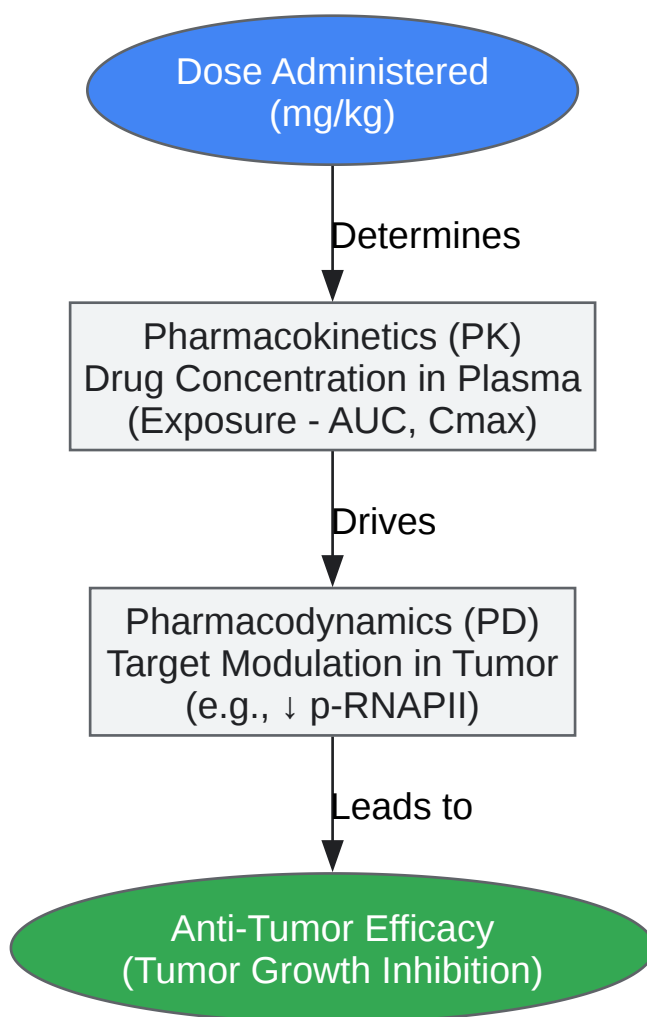 Dose Administered
(mg/kg)
Determines
Pharmacokinetics (PK)
Drug Concentration in Plasma
(Exposure - AUC, Cmax)
Drives
Pharmacodynamics (PD)
Target Modulation in Tumor
(e.g., ↓ p-RNAPII)
Leads to
Anti-Tumor Efficacy
(Tumor Growth Inhibition)